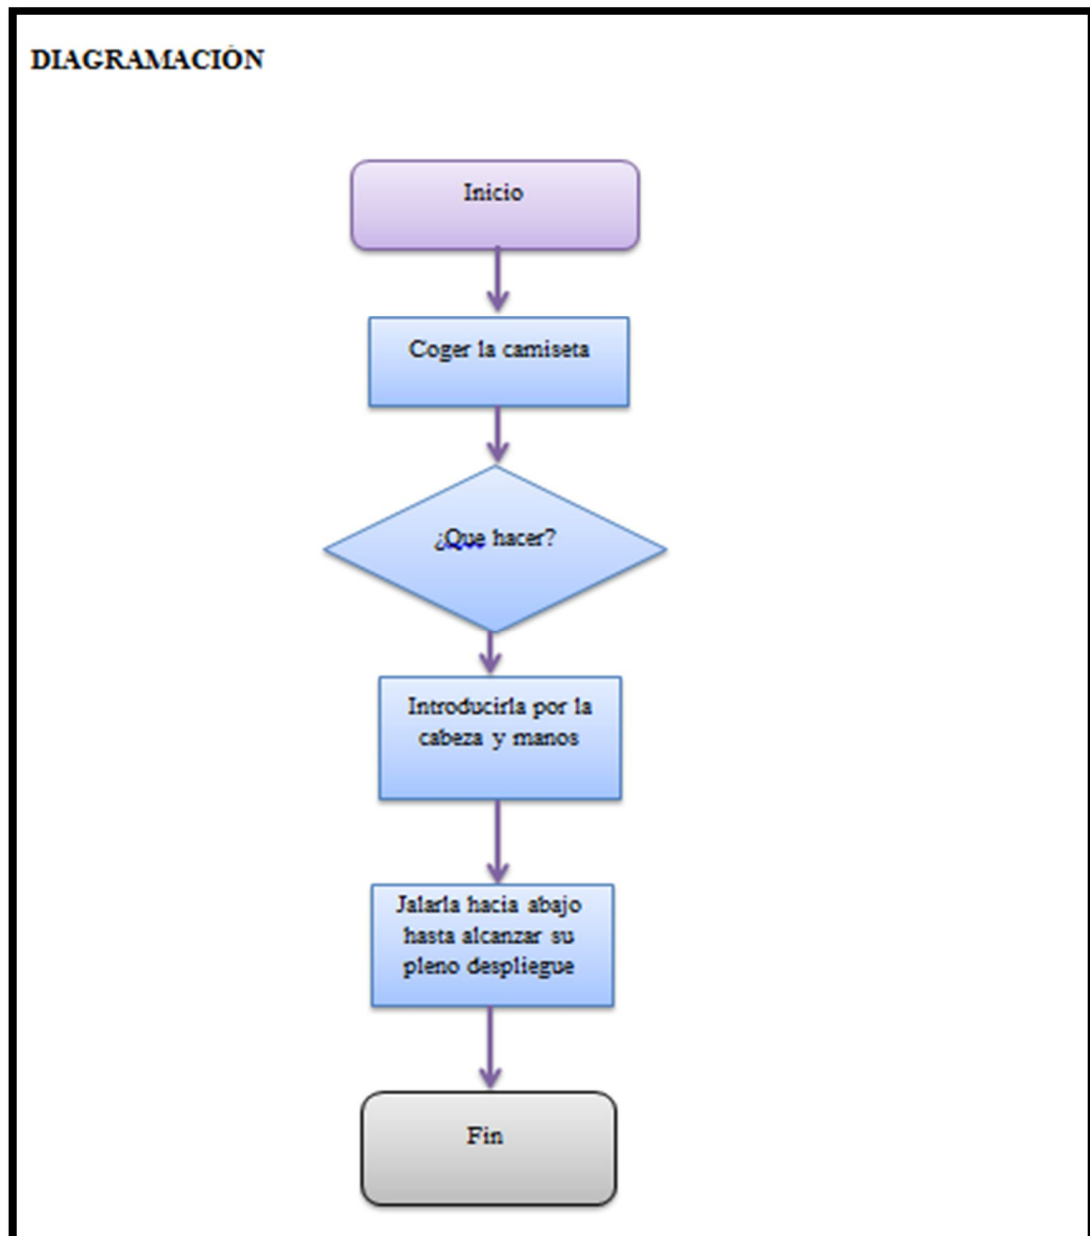 DIAGRAMACIÓN
Inicio
Coger la camiseta
¿Que hacer?
Introducirla por la
cabeza y manos
Jalarla hacia abajo
hasta alcanzar su
pleno despliegue
Fin